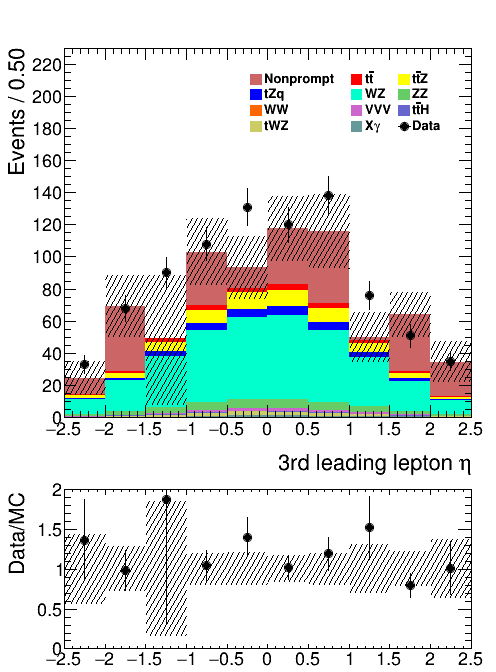 Events / 0.50
220
200
180
160
140
120
100
80
60
40
20
0
Nonprompt tt̄ tt̄Z
tZq WZ ZZ
WW VVV tt̄H
tWZ Xγ Data
−2.5 −2 −1.5 −1 −0.5 0 0.5 1 1.5 2 2.5
3rd leading lepton η
Data/MC
2
1.5
1
0.5
0
−2.5 −2 −1.5 −1 −0.5 0 0.5 1 1.5 2 2.5